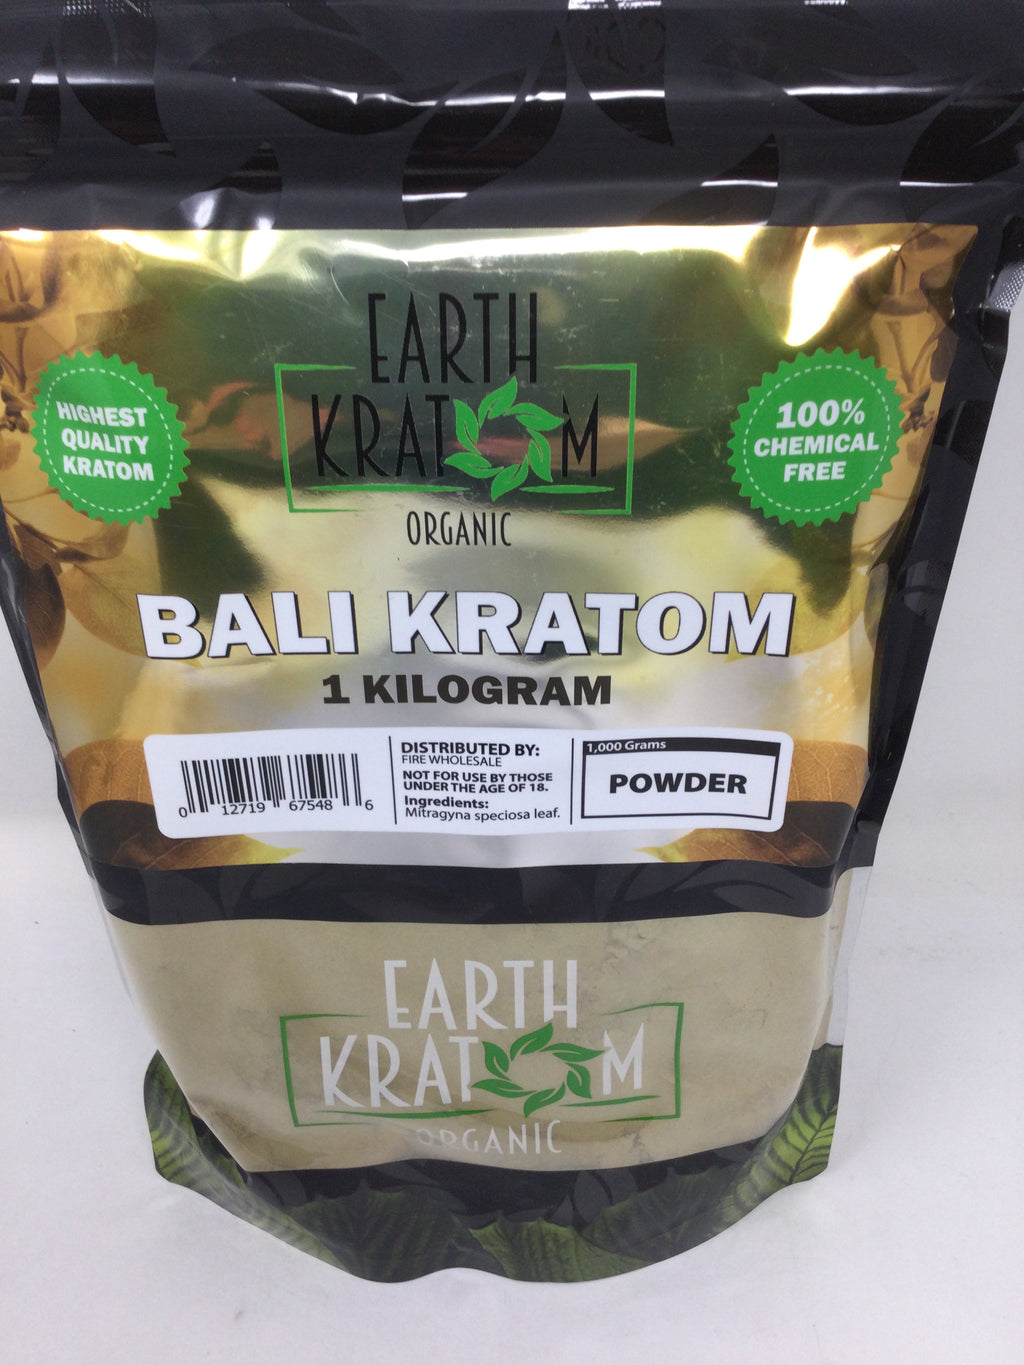 EARTH
KRATOM
ORGANIC
HIGHEST
QUALITY
KRATOM
100%
CHEMICAL
FREE
BALI KRATOM
1 KILOGRAM
0 12719 67548 6
DISTRIBUTED BY:
FIRE WHOLESALE
NOT FOR USE BY THOSE
UNDER THE AGE OF 18.
Ingredients:
Mitragyna speciosa leaf.
1,000 Grams
POWDER
EARTH
KRATOM
ORGANIC